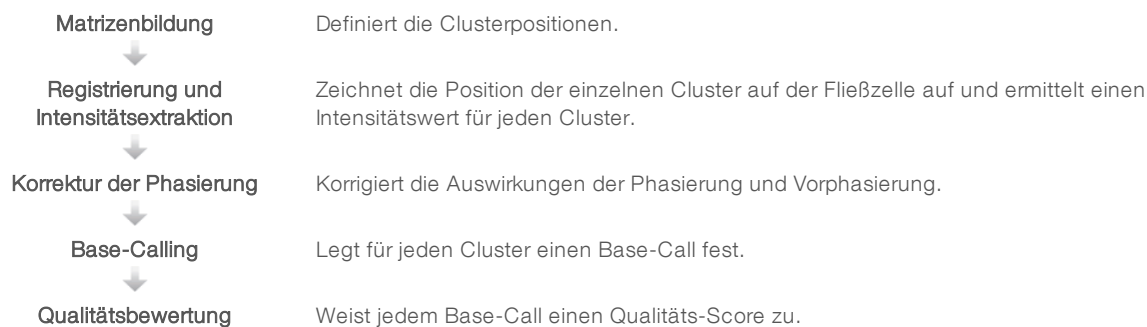 Matrizenbildung
Definiert die Clusterpositionen.
Registrierung und
Intensitätsextraktion
Zeichnet die Position der einzelnen Cluster auf der Fließzelle auf und ermittelt einen
Intensitätswert für jeden Cluster.
Korrektur der Phasierung
Korrigiert die Auswirkungen der Phasierung und Vorphasierung.
Base-Calling
Legt für jeden Cluster einen Base-Call fest.
Qualitätsbewertung
Weist jedem Base-Call einen Qualitäts-Score zu.